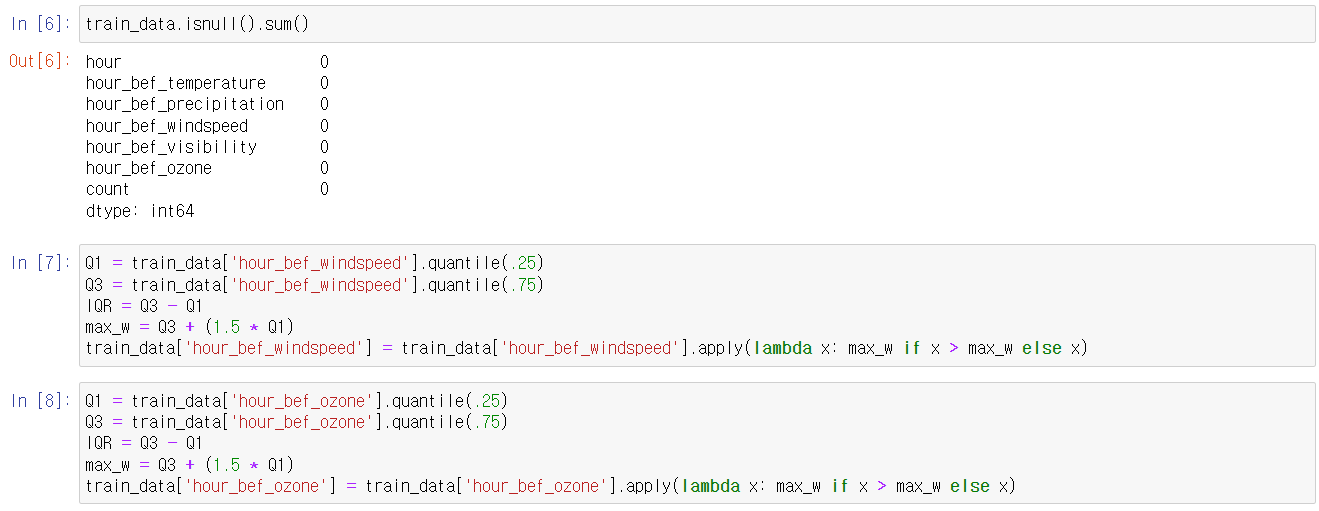 In [6]: train_data.isnull().sum()
Out[6]: hour 0
hour_bef_temperature 0
hour_bef_precipitation 0
hour_bef_windspeed 0
hour_bef_visibility 0
hour_bef_ozone 0
count 0
dtype: int64
In [7]: Q1 = train_data['hour_bef_windspeed'].quantile(.25)
Q3 = train_data['hour_bef_windspeed'].quantile(.75)
IQR = Q3 - Q1
max_w = Q3 + (1.5 * Q1)
train_data['hour_bef_windspeed'] = train_data['hour_bef_windspeed'].apply(lambda x: max_w if x > max_w else x)
In [8]: Q1 = train_data['hour_bef_ozone'].quantile(.25)
Q3 = train_data['hour_bef_ozone'].quantile(.75)
IQR = Q3 - Q1
max_w = Q3 + (1.5 * Q1)
train_data['hour_bef_ozone'] = train_data['hour_bef_ozone'].apply(lambda x: max_w if x > max_w else x)